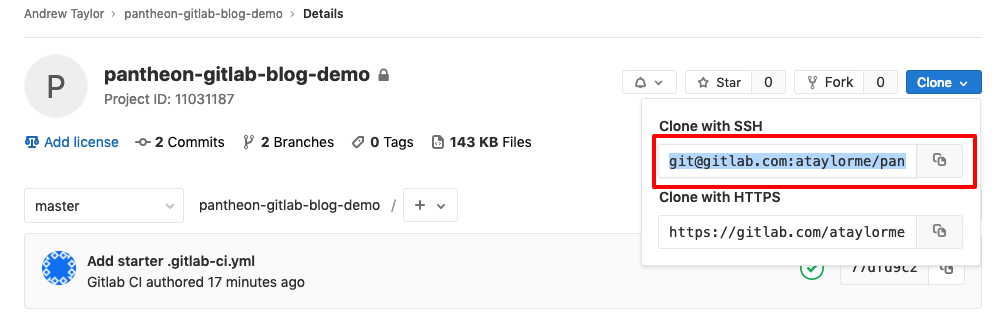 Andrew Taylor › pantheon-gitlab-blog-demo › Details
P
pantheon-gitlab-blog-demo
Project ID: 11031187
Star 0
Fork 0
Clone
Add license
2 Commits
2 Branches
0 Tags
143 KB Files
Clone with SSH
git@gitlab.com:ataylorme/pan
Clone with HTTPS
https://gitlab.com/ataylorme
master
pantheon-gitlab-blog-demo / +
Add starter .gitlab-ci.yml
Gitlab CI authored 17 minutes ago